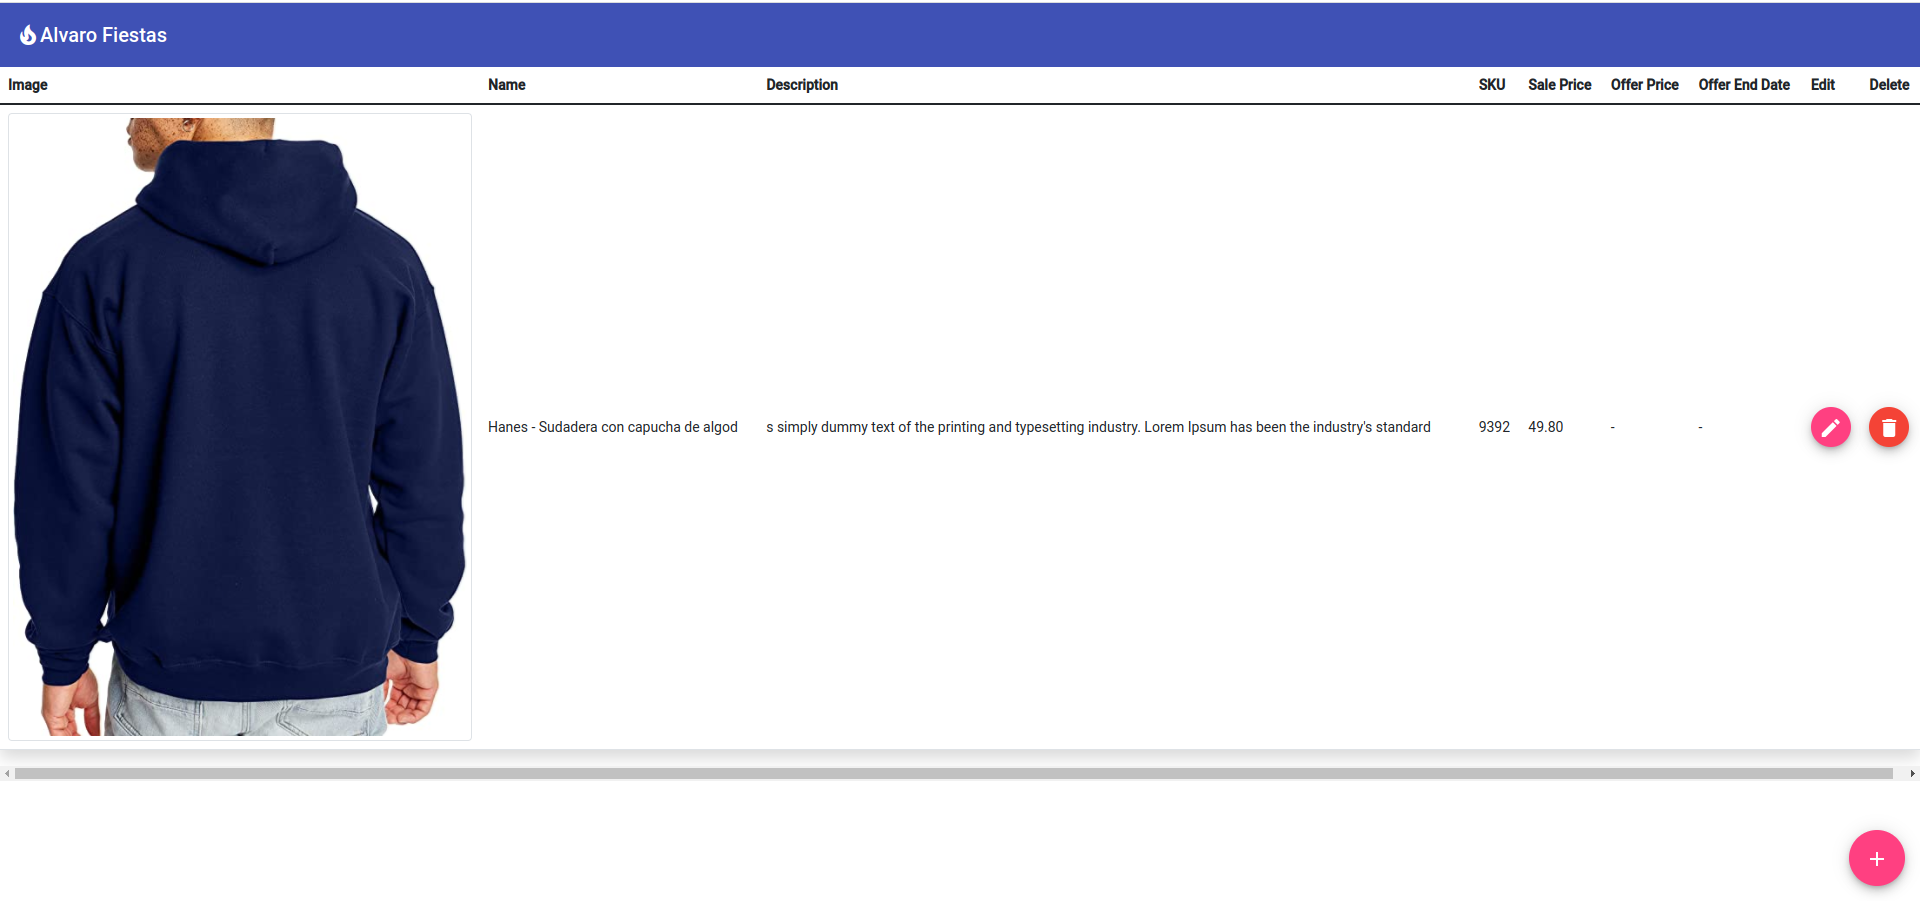 Alvaro Fiestas
Image Name Description SKU Sale Price Offer Price Offer End Date Edit Delete
Hanes - Sudadera con capucha de algod s simply dummy text of the printing and typesetting industry. Lorem Ipsum has been the industry's standard 9392 49.80 - -